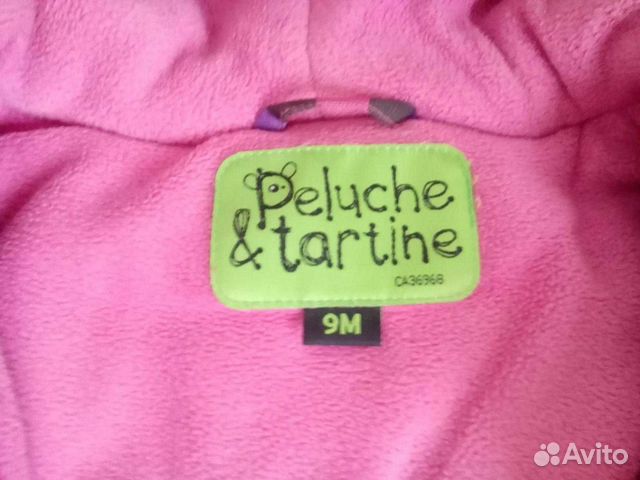 Peluche
& tartine
CA36968
9M
Avito